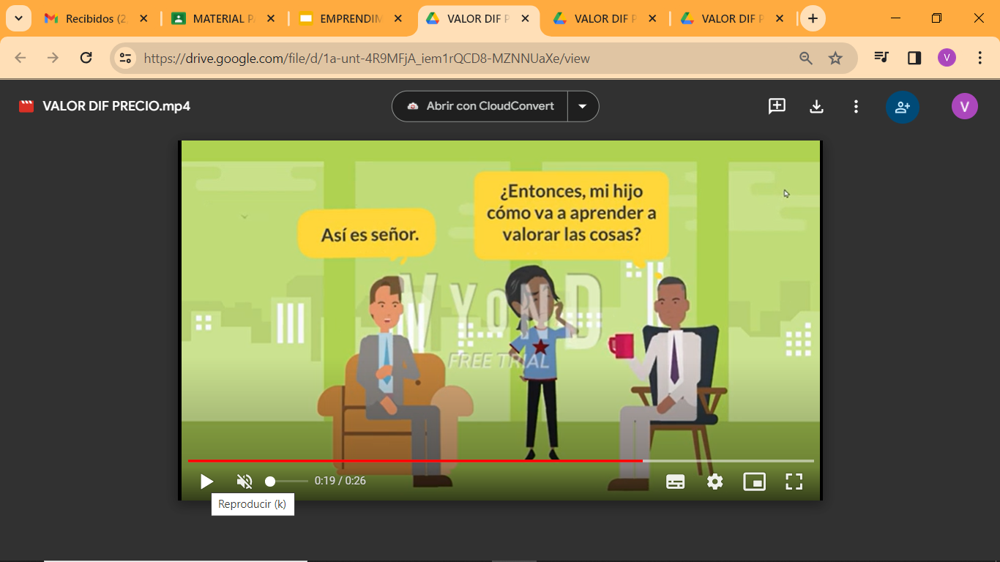 Recibidos (2
MATERIAL P
EMPRENDIM
VALOR DIF P
VALOR DIF P
VALOR DIF P
https://drive.google.com/file/d/1a-unt-4R9MFjA_iem1rQCD8-MZNNUaXe/view
V
VALOR DIF PRECIO.mp4
Abrir con CloudConvert
V
¿Entonces, mi hijo
cómo va a aprender a
valorar las cosas?
Así es señor.
VYOND
FREE TRIAL
0:19 / 0:26
Reproducir (k)